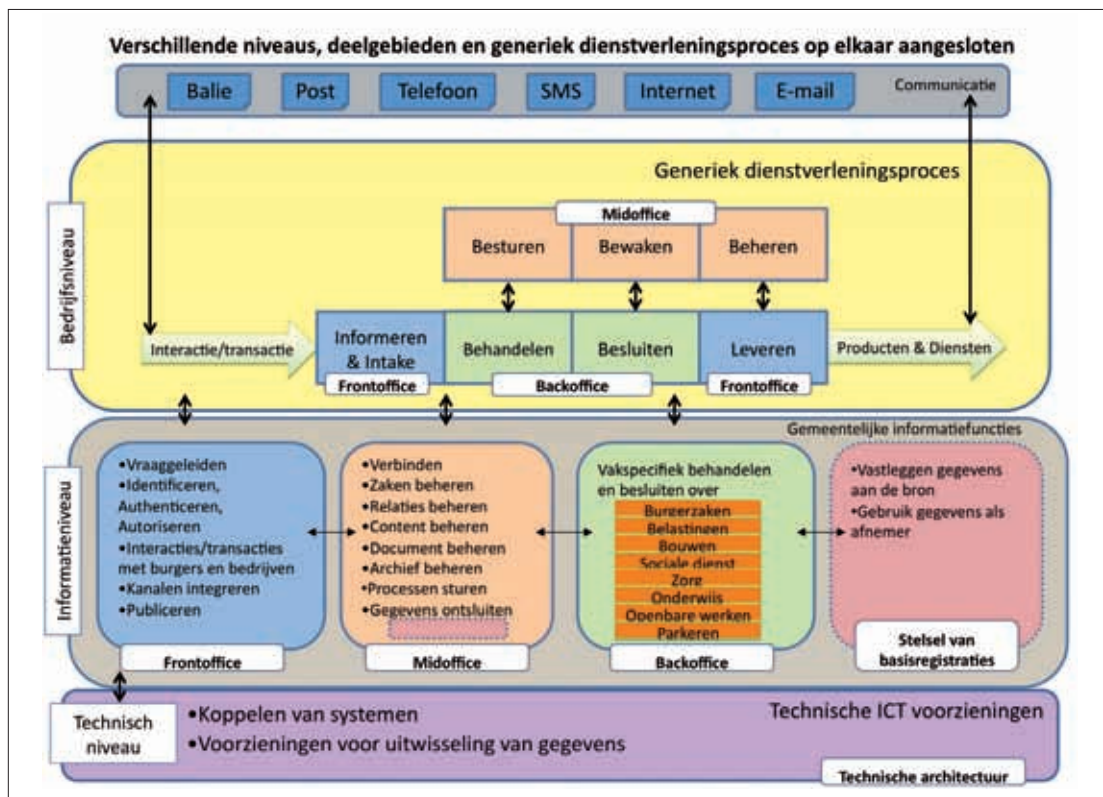 Verschillende niveaus, deelgebieden en generiek dienstverleningsproces op elkaar aangesloten
Balie
Post
Telefoon
SMS
Internet
E-mail
Communicatie
Bedrijfsniveau
Generiek dienstverleningsproces
Midoffice
Besturen
Bewaken
Beheren
Interactie/transactie
Informeren
& Intake
Behandelen
Besluiten
Leveren
Producten & Diensten
Frontoffice
Backoffice
Frontoffice
Informatieniveau
Gemeentelijke informatiefuncties
•Vraaggeleiden
•Identificeren,
Authenticeren,
Autoriseren
•Interacties/transacties
met burgers en bedrijven
•Kanalen integreren
•Publiceren
Frontoffice
•Verbinden
•Zaken beheren
•Relaties beheren
•Content beheren
•Document beheren
•Archief beheren
•Processen sturen
•Gegevens ontsluiten
Midoffice
Vakspecifiek behandelen
en besluiten over
Burgerzaken
Belastingen
Bouwen
Sociale dienst
Zorg
Onderwijs
Openbare werken
Parkeren
Backoffice
•Vastleggen gegevens
aan de bron
•Gebruik gegevens als
afnemer
Stelsel van
basisregistraties
Technisch
niveau
•Koppelen van systemen
•Voorzieningen voor uitwisseling van gegevens
Technische ICT voorzieningen
Technische architectuur